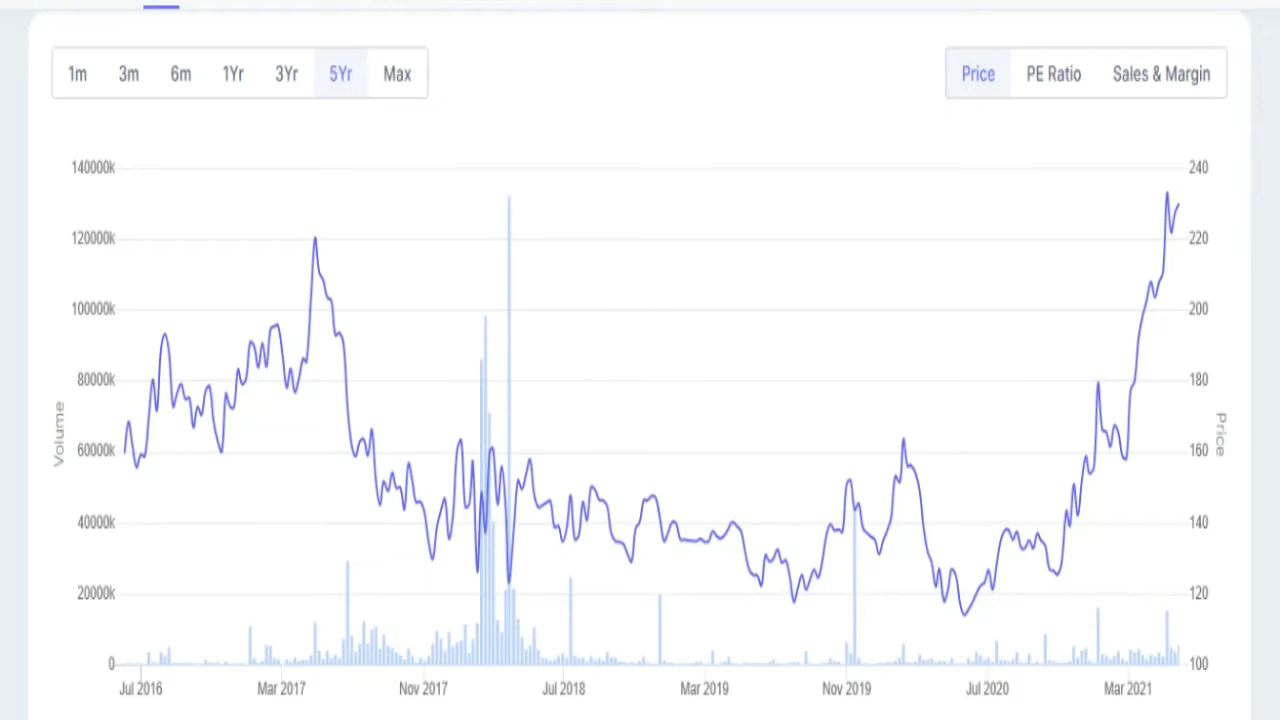 1m 3m 6m 1Yr 3Yr 5Yr Max Price PE Ratio Sales & Margin
140000k 240
120000k 220
100000k 200
80000k 180
60000k 160
40000k 140
20000k 120
0 100
Volume
Price
Jul 2016 Mar 2017 Nov 2017 Jul 2018 Mar 2019 Nov 2019 Jul 2020 Mar 2021